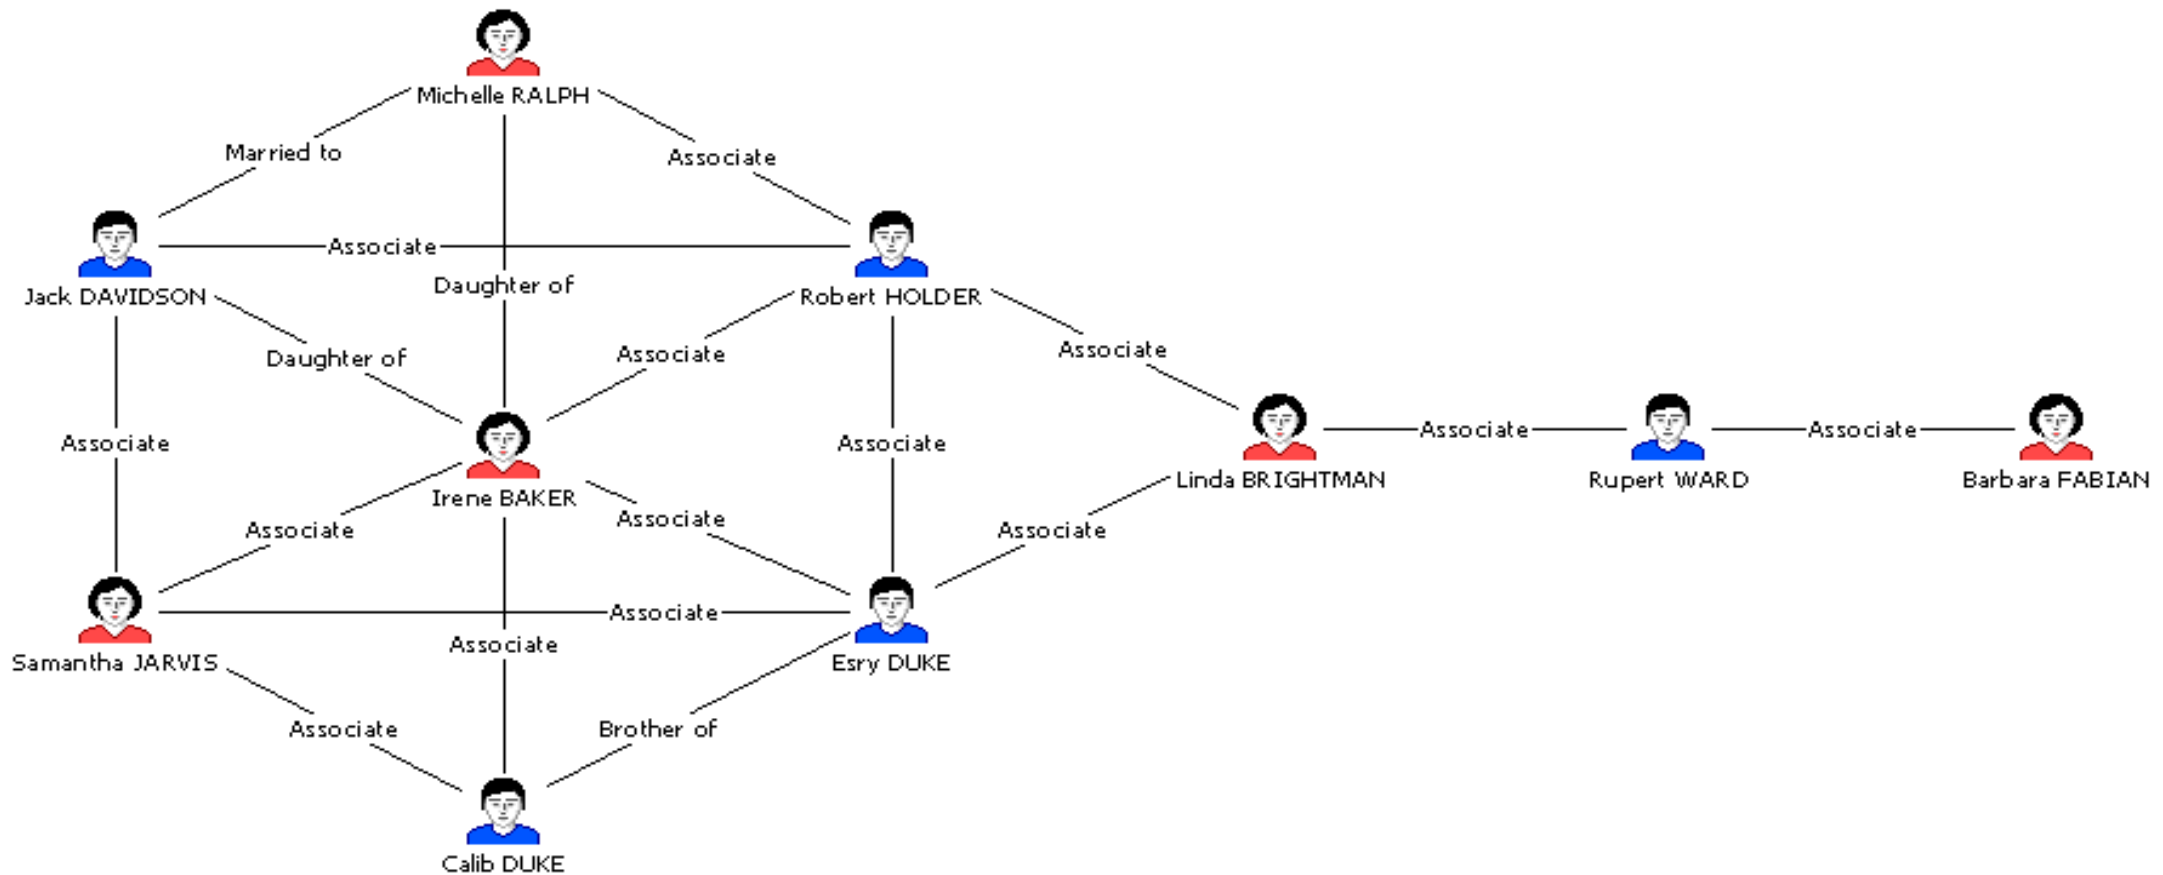 Michelle RALPH
Married to
Associate
Associate
Daughter of
Jack DAVIDSON
Robert HOLDER
Daughter of
Associate
Associate
Associate
Associate
Associate
Associate
Linda BRIGHTMAN
Rupert WARD
Barbara FABIAN
Irene BAKER
Associate
Associate
Associate
Associate
Associate
Samantha JARVIS
Esry DUKE
Associate
Brother of
Calib DUKE